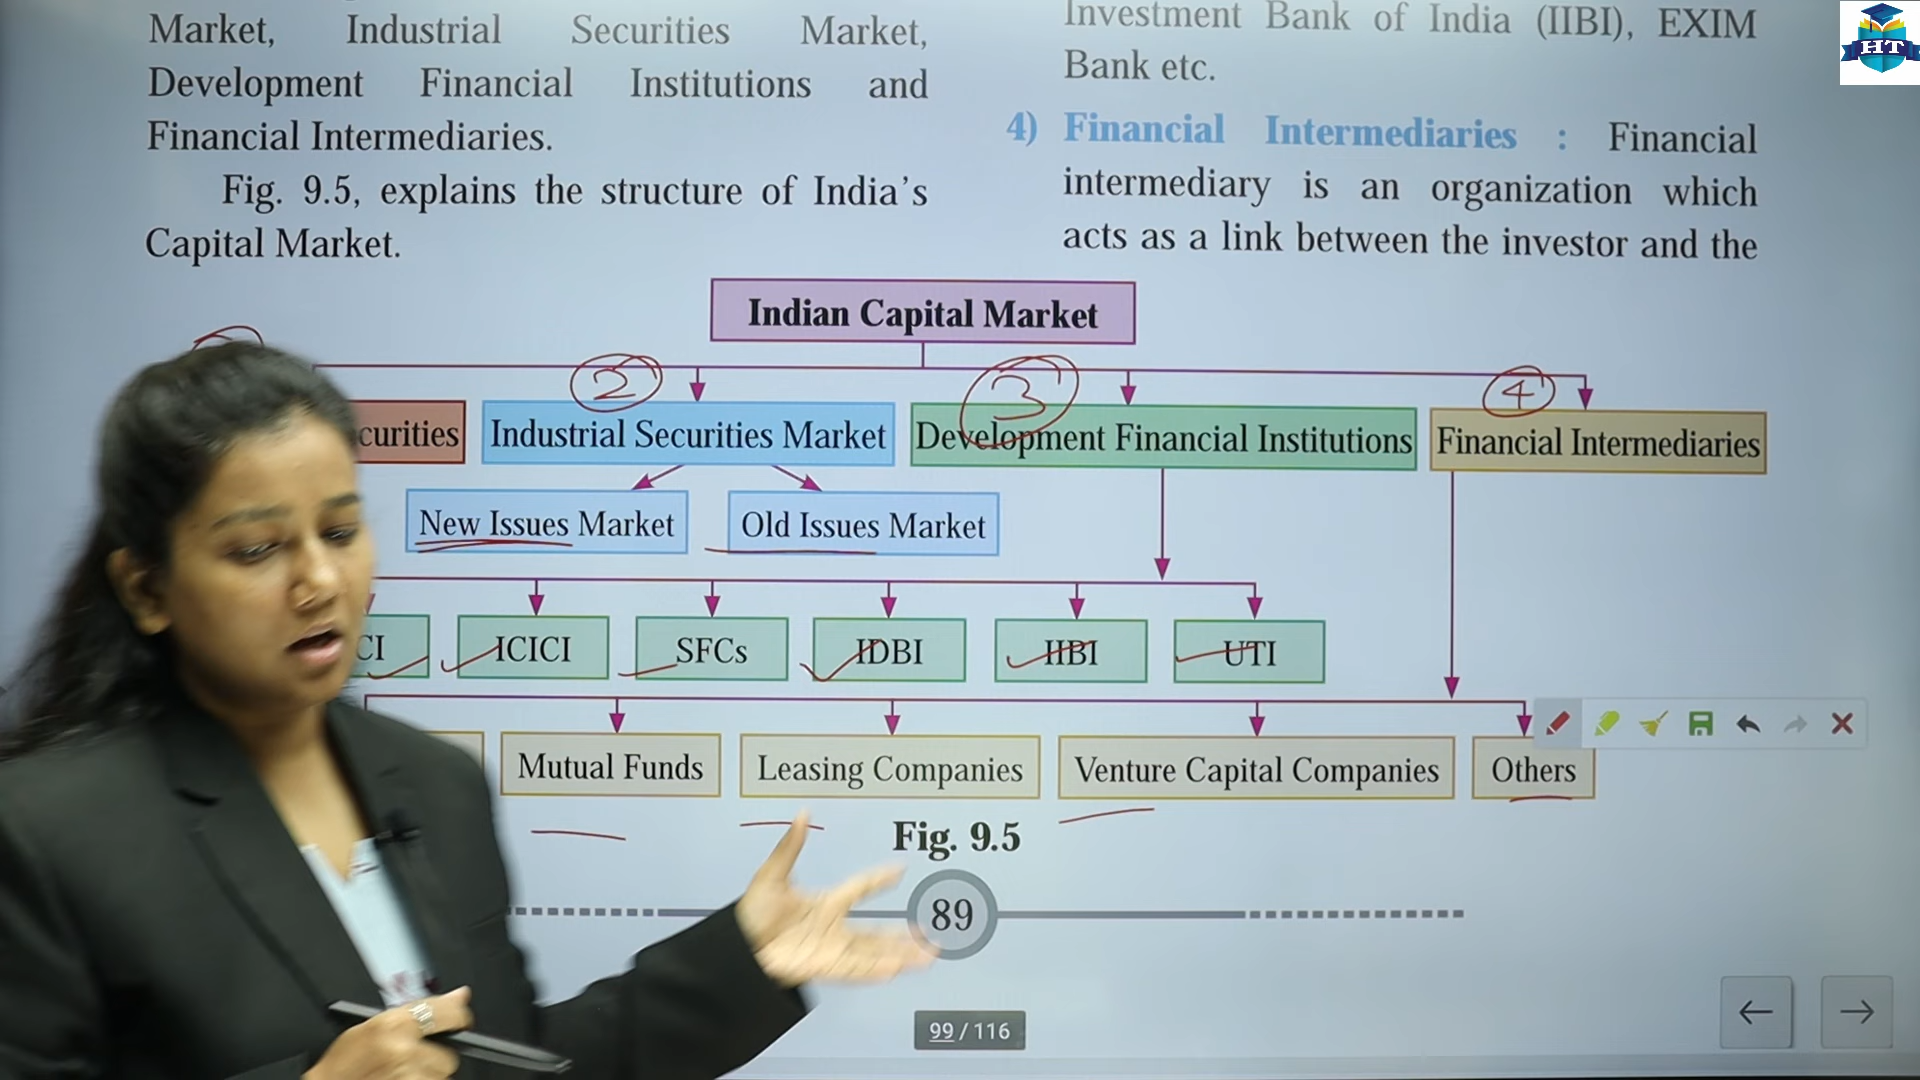 Market, Industrial Securities Market,
Development Financial Institutions and
Financial Intermediaries.
Fig. 9.5, explains the structure of India's
Capital Market.
Investment Bank of India (IIBI), EXIM
Bank etc.
4) Financial Intermediaries : Financial
intermediary is an organization which
acts as a link between the investor and the
HT
Indian Capital Market
2
3
4
curities
Industrial Securities Market
Development Financial Institutions
Financial Intermediaries
New Issues Market
Old Issues Market
CI
ICICI
SFCs
IDBI
IIBI
UTI
Mutual Funds
Leasing Companies
Venture Capital Companies
Others
Fig. 9.5
89
99 / 116